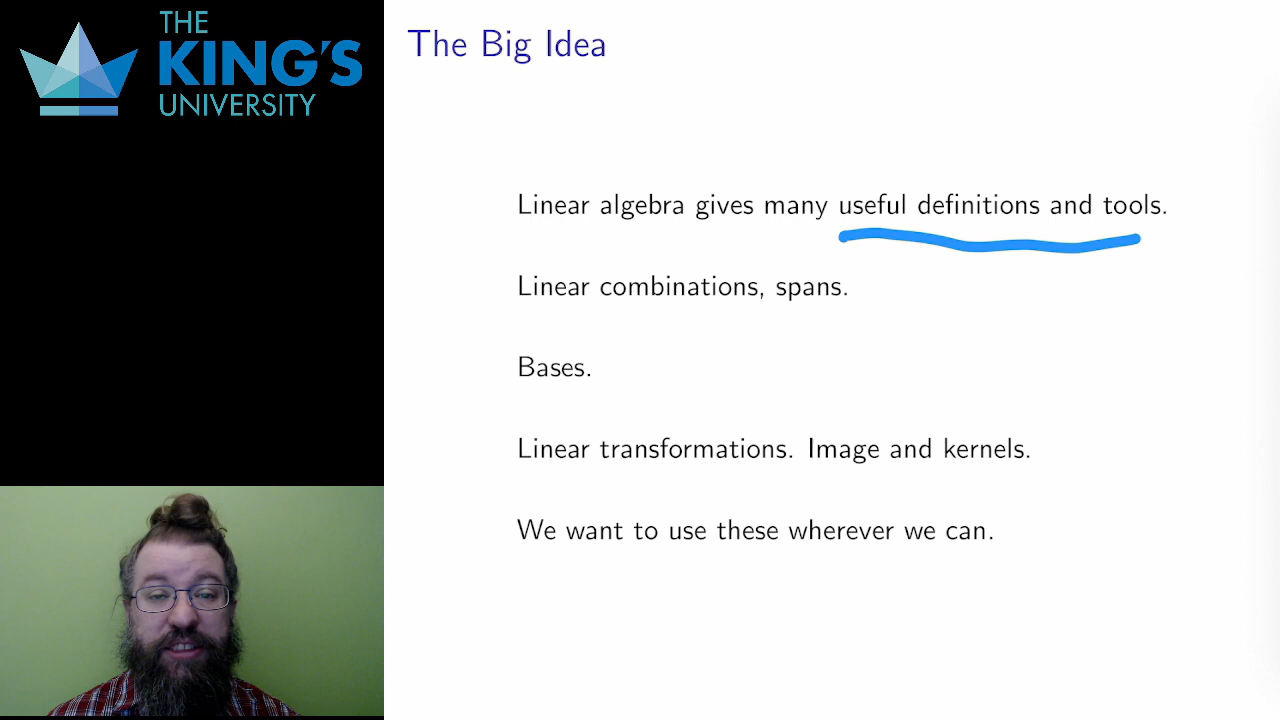 THE
KING'S
UNIVERSITY
The Big Idea
Linear algebra gives many useful definitions and tools.
Linear combinations, spans.
Bases.
Linear transformations. Image and kernels.
We want to use these wherever we can.